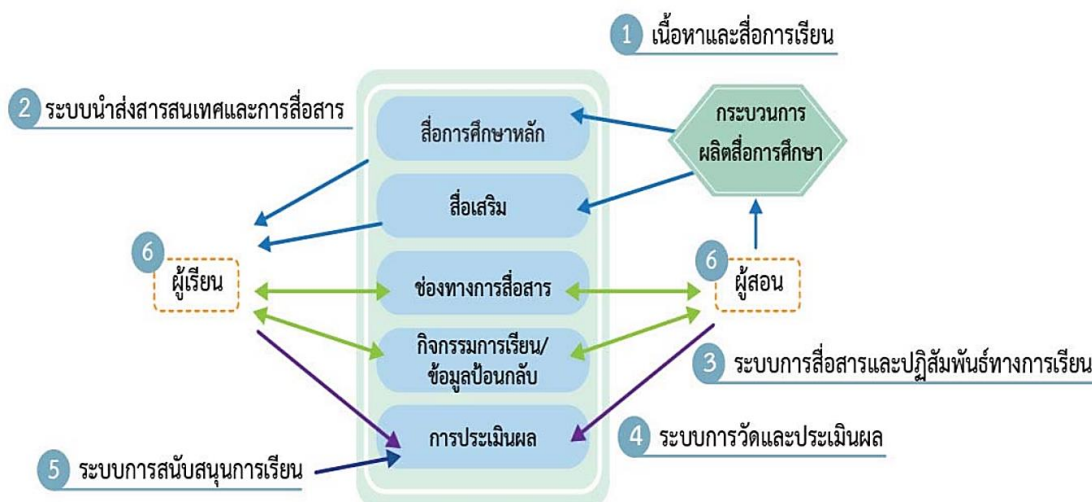 1 เนื้อหาและสื่อการเรียน
2 ระบบนำส่งสารสนเทศและการสื่อสาร
สื่อการศึกษาหลัก
กระบวนการ
ผลิตสื่อการศึกษา
สื่อเสริม
6 ผู้เรียน
ช่องทางการสื่อสาร
6 ผู้สอน
กิจกรรมการเรียน/
ข้อมูลป้อนกลับ
3 ระบบการสื่อสารและปฏิสัมพันธ์ทางการเรียน
การประเมินผล
4 ระบบการวัดและประเมินผล
5 ระบบการสนับสนุนการเรียน